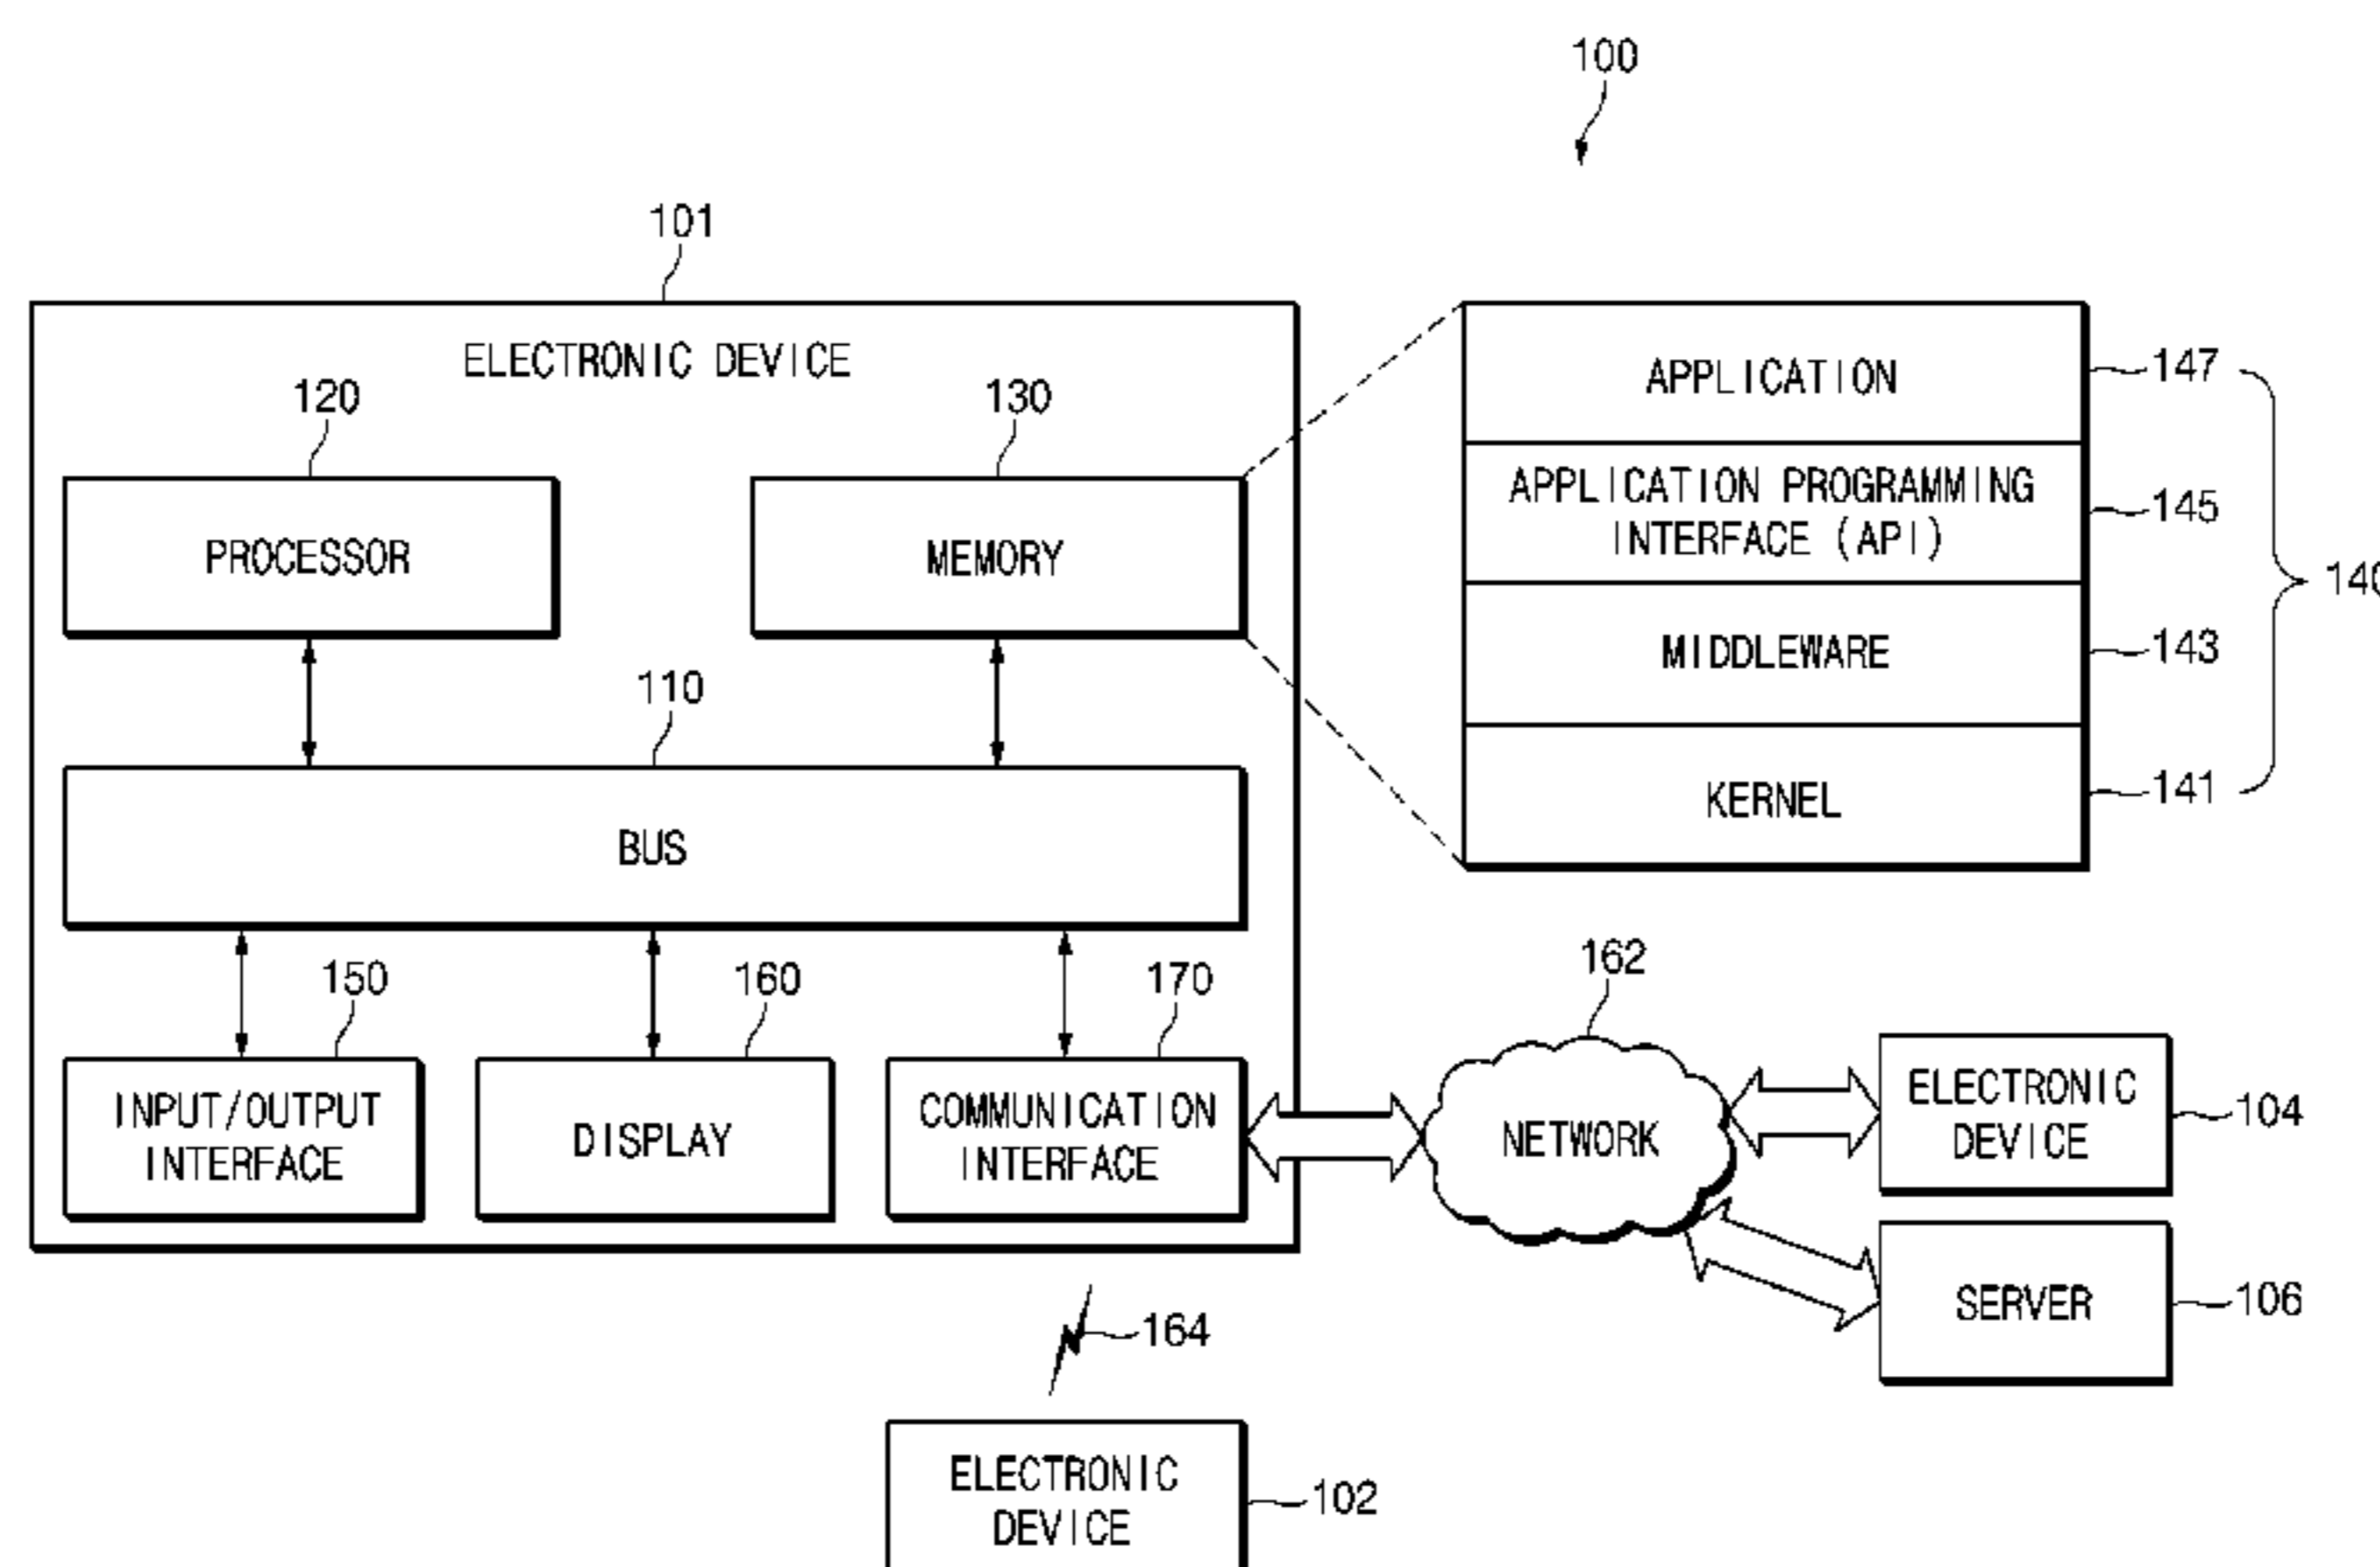 100
101
ELECTRONIC DEVICE
120
130
PROCESSOR
MEMORY
110
BUS
150
160
170
INPUT/OUTPUT
INTERFACE
DISPLAY
COMMUNICATION
INTERFACE
APPLICATION
147
APPLICATION PROGRAMMING
INTERFACE (API)
145
MIDDLEWARE
143
KERNEL
141
140
162
NETWORK
ELECTRONIC
DEVICE
104
SERVER
106
164
ELECTRONIC
DEVICE
102